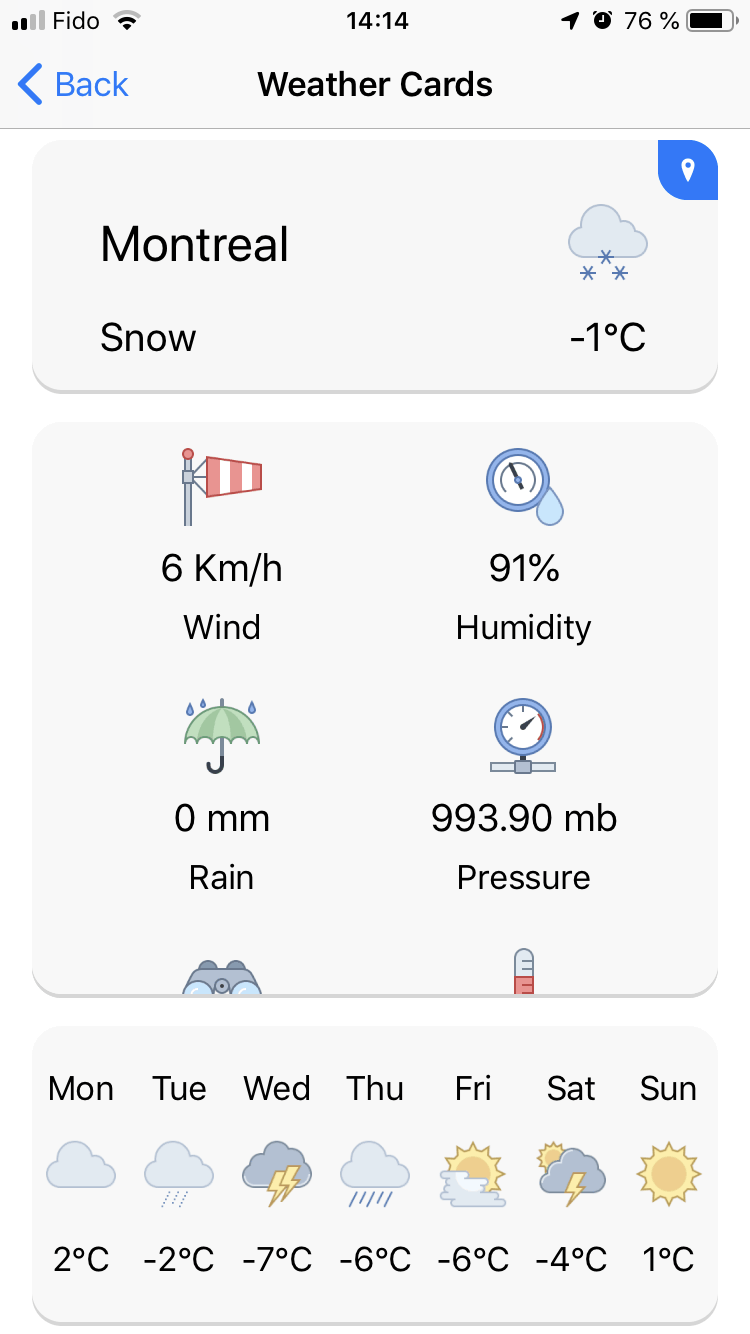 Fido 14:14 76 %
Back Weather Cards
Montreal
Snow -1°C
6 Km/h 91%
Wind Humidity
0 mm 993.90 mb
Rain Pressure
Mon Tue Wed Thu Fri Sat Sun
2°C -2°C -7°C -6°C -6°C -4°C 1°C